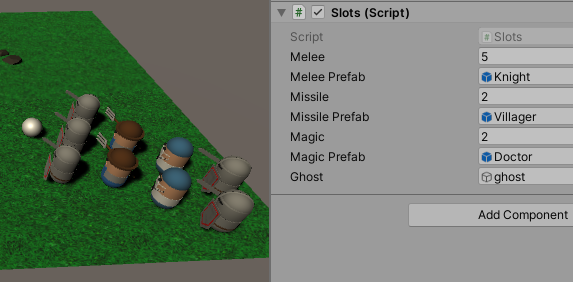 Slots (Script)
Script Slots
Melee 5
Melee Prefab Knight
Missile 2
Missile Prefab Villager
Magic 2
Magic Prefab Doctor
Ghost ghost
Add Component